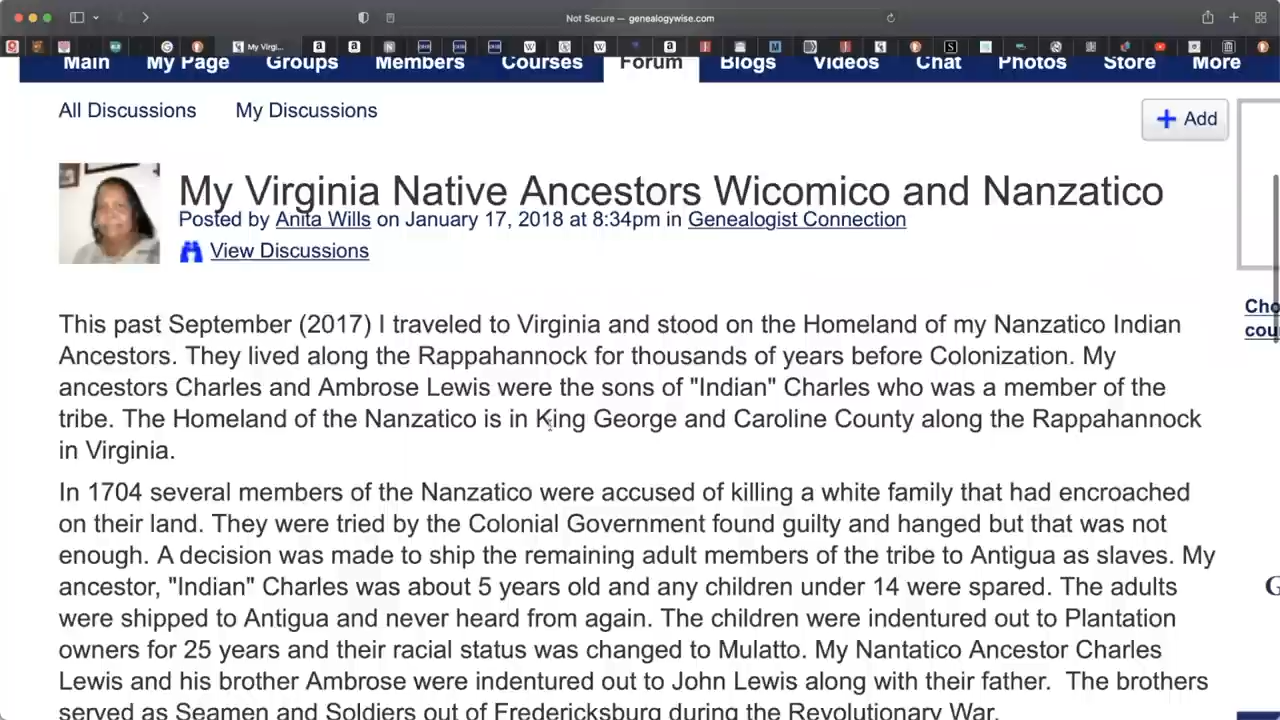 Not Secure — genealogywise.com
My Virgi...
Main My Page Groups Members Courses Forum Blogs Videos Chat Photos Store More
All Discussions My Discussions
+ Add
My Virginia Native Ancestors Wicomico and Nanzatico
Posted by Anita Wills on January 17, 2018 at 8:34pm in Genealogist Connection
View Discussions
This past September (2017) I traveled to Virginia and stood on the Homeland of my Nanzatico Indian
Ancestors. They lived along the Rappahannock for thousands of years before Colonization. My
ancestors Charles and Ambrose Lewis were the sons of "Indian" Charles who was a member of the
tribe. The Homeland of the Nanzatico is in King George and Caroline County along the Rappahannock
in Virginia.
In 1704 several members of the Nanzatico were accused of killing a white family that had encroached
on their land. They were tried by the Colonial Government found guilty and hanged but that was not
enough. A decision was made to ship the remaining adult members of the tribe to Antigua as slaves. My
ancestor, "Indian" Charles was about 5 years old and any children under 14 were spared. The adults
were shipped to Antigua and never heard from again. The children were indentured out to Plantation
owners for 25 years and their racial status was changed to Mulatto. My Nantatico Ancestor Charles
Lewis and his brother Ambrose were indentured out to John Lewis along with their father. The brothers
served as Seamen and Soldiers out of Fredericksburg during the Revolutionary War.